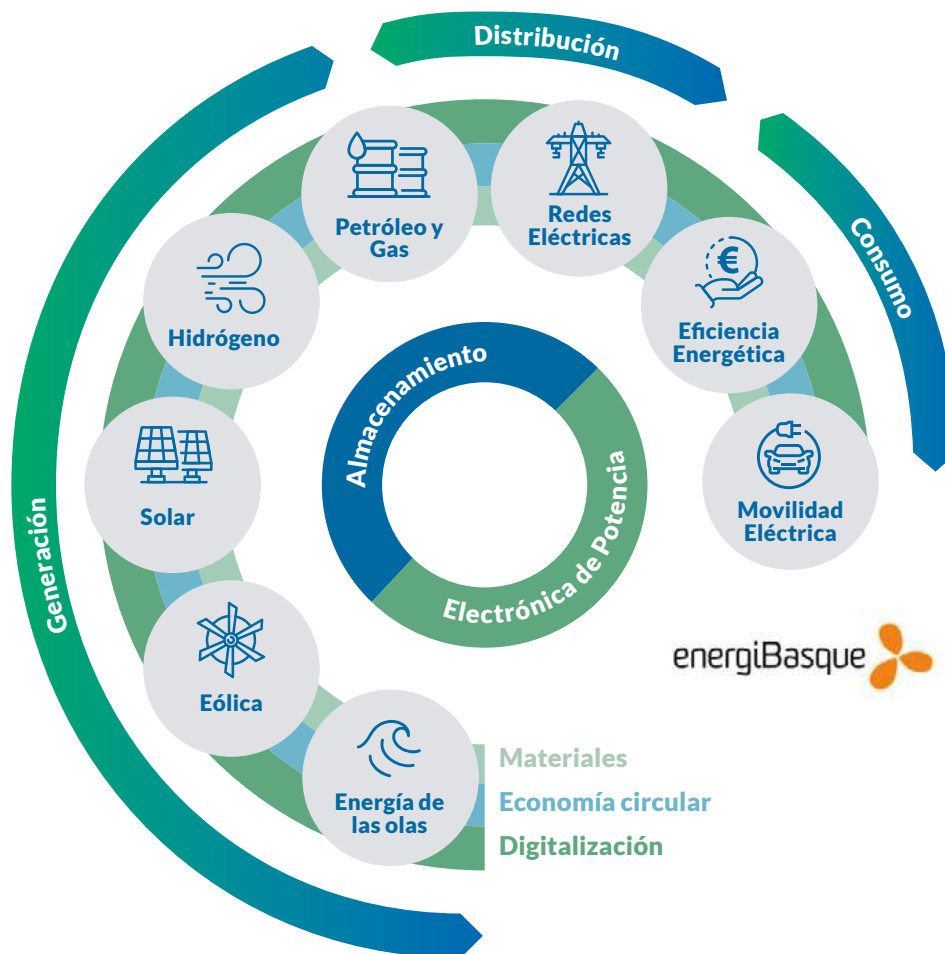 Distribución
Consumo
Generación
Petróleo y
Gas
Redes
Eléctricas
Hidrógeno
Eficiencia
Energética
€
Solar
Movilidad
Eléctrica
Eólica
Energía de
las olas
Almacenamiento
Electrónica de Potencia
energiBasque
Materiales
Economía circular
Digitalización